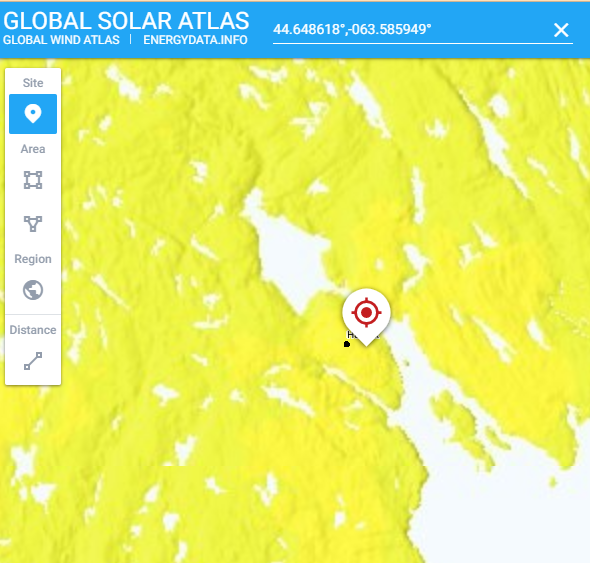 GLOBAL SOLAR ATLAS
GLOBAL WIND ATLAS | ENERGYDATA.INFO
44.648618°,-063.585949°
Site
Area
Region
Distance